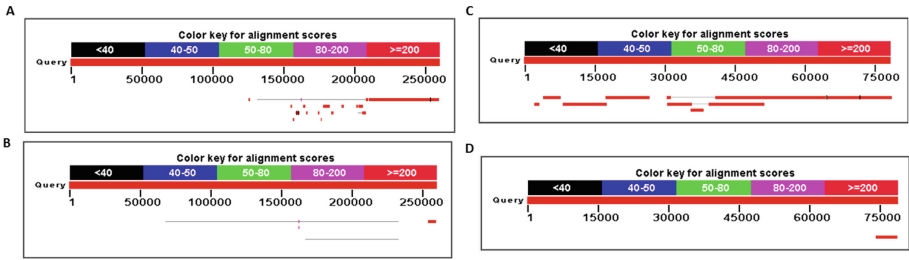 A
Color key for alignment scores
<40 40-50 50-80 80-200 >=200
Query
1 50000 100000 150000 200000 250000
B
Color key for alignment scores
<40 40-50 50-80 80-200 >=200
Query
1 50000 100000 150000 200000 250000
C
Color key for alignment scores
<40 40-50 50-80 80-200 >=200
Query
1 15000 30000 45000 60000 75000
D
Color key for alignment scores
<40 40-50 50-80 80-200 >=200
Query
1 15000 30000 45000 60000 75000